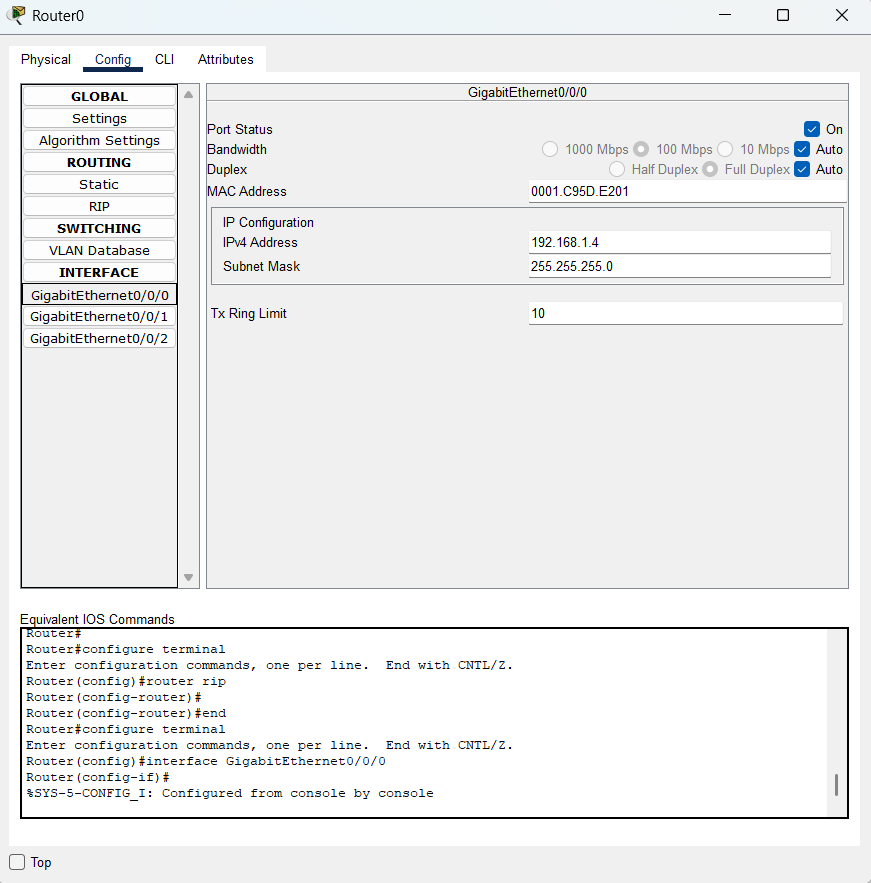 Router0
Physical Config CLI Attributes
GLOBAL
Settings
Algorithm Settings
ROUTING
Static
RIP
SWITCHING
VLAN Database
INTERFACE
GigabitEthernet0/0/0
GigabitEthernet0/0/1
GigabitEthernet0/0/2
GigabitEthernet0/0/0
Port Status On
Bandwidth 1000 Mbps 100 Mbps 10 Mbps Auto
Duplex Half Duplex Full Duplex Auto
MAC Address 0001.C95D.E201
IP Configuration
IPv4 Address 192.168.1.4
Subnet Mask 255.255.255.0
Tx Ring Limit 10
Equivalent IOS Commands
Router#
Router#configure terminal
Enter configuration commands, one per line.  End with CNTL/Z.
Router(config)#router rip
Router(config-router)#
Router(config-router)#end
Router#configure terminal
Enter configuration commands, one per line.  End with CNTL/Z.
Router(config)#interface GigabitEthernet0/0/0
Router(config-if)#
%SYS-5-CONFIG_I: Configured from console by console
Top